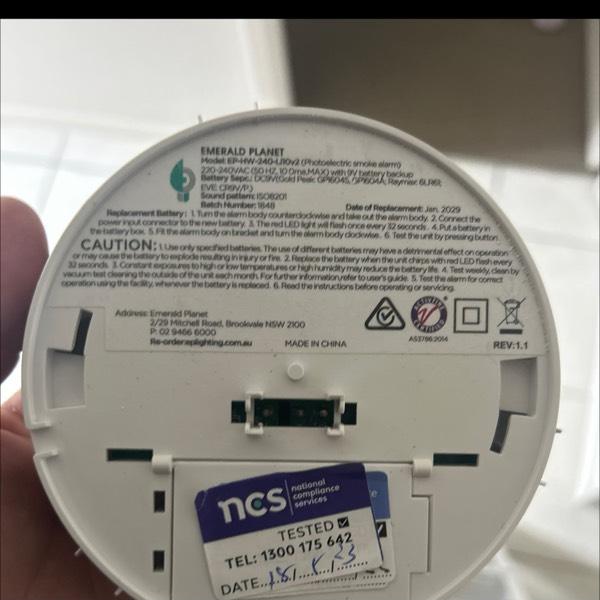 EMERALD PLANET
Model: EP-HW-240-LI10v2 (Photoelectric smoke alarm)
220-240VAC (50 HZ, 10 0ma,MAX) with 9V battery backup
Battery Sepc.: DC9V(Gold Peak: GP1604S, GP1604A; Raymax: 6LR61;
EVE: CR9V/P.)
Sound pattern: ISO8201
Batch Number: 1848
Date of Replacement: Jan, 2029
Replacement Battery : 1. Turn the alarm body counterclockwise and take out the alarm body. 2. Connect the
power input connector to the new battery. 3. The red LED light will flash once every 32 seconds . 4. Put a battery in
the battery box. 5. Fit the alarm body on bracket and turn the alarm body clockwise. 6. Test the unit by pressing button.
CAUTION: 1. Use only specified batteries. The use of different batteries may have a detrimental effect on operation
or may cause the battery to explode resulting in injury or fire. 2. Replace the battery when the unit chirps with red LED flash every
32 seconds. 3. Constant exposures to high or low temperatures or high humidity may reduce the battery life. 4. Test weekly, clean by
vacuum test cleaning the outside of the alarm each month. For further information, refer to user's guide. 5. Test the alarm for correct
operation using the facility, whenever the battery is replaced. 6. Read the instructions before operating or servicing.
Address: Emerald Planet
2/29 Mitchell Road, Brookvale NSW 2100
P: 02 9466 6000
Re-order:eplighting.com.au
MADE IN CHINA
ACTIVFIRE
CERTIFIED
AS3786:2014
REV:1.1
ncs national
compliance
services
TESTED
TEL: 1300 175 642
DATE